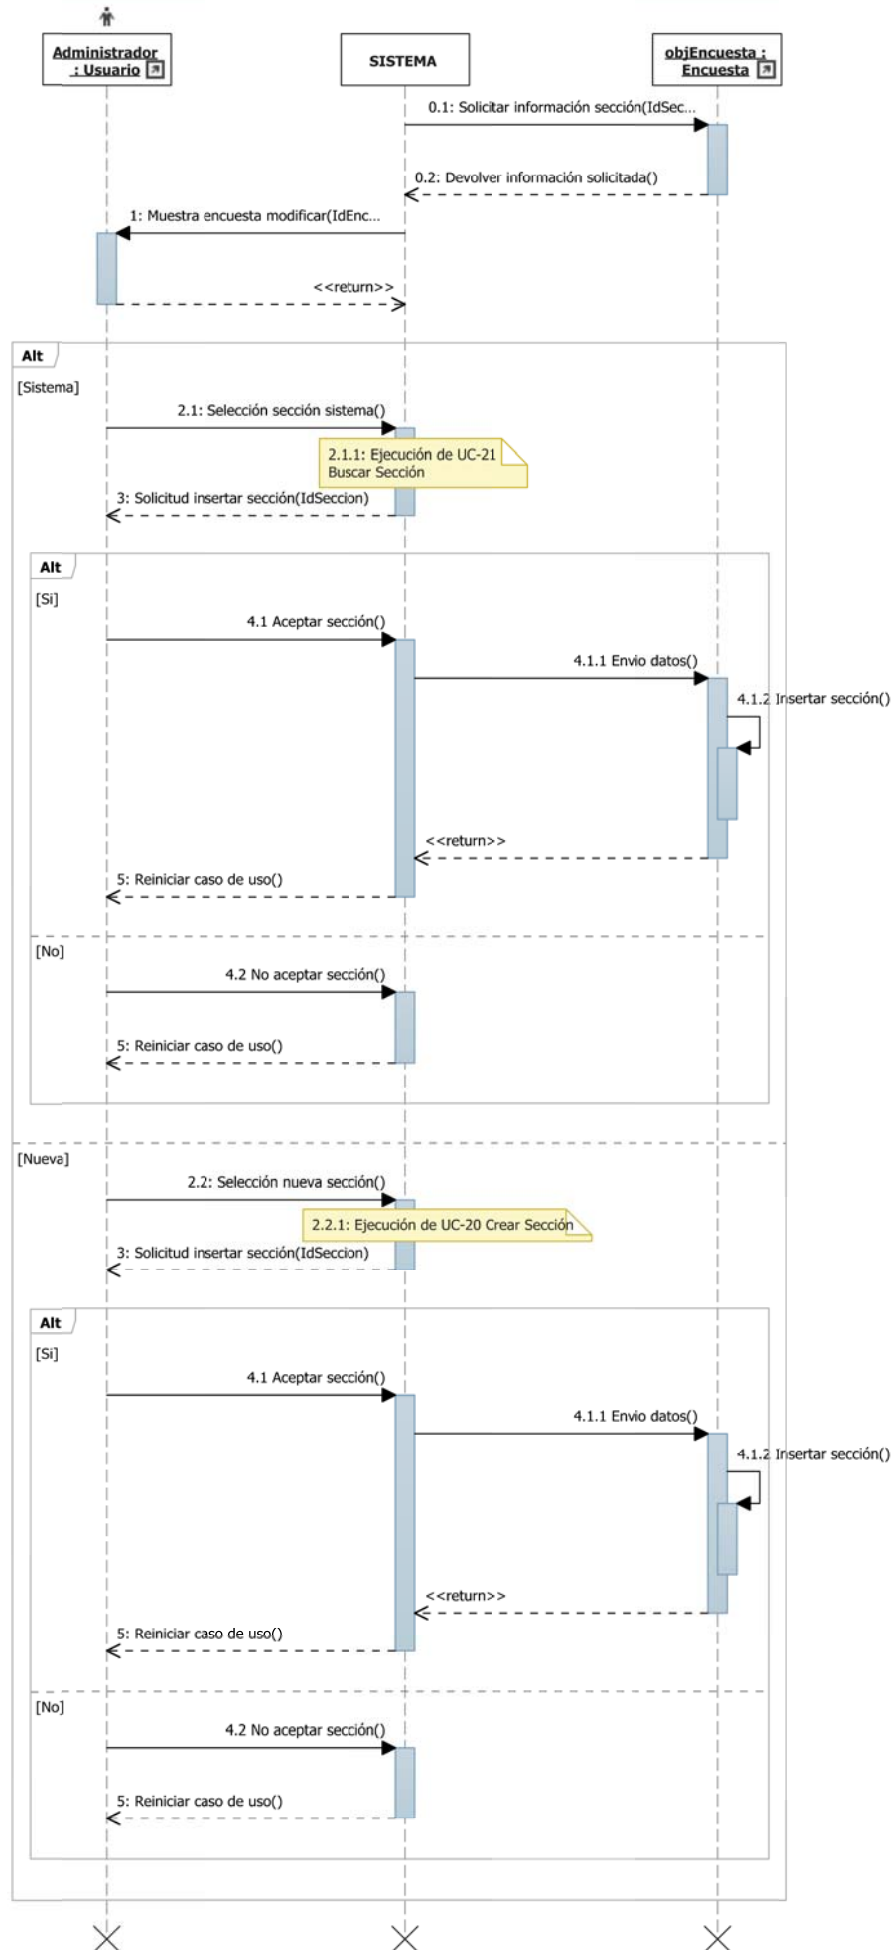 Administrador
: Usuario
SISTEMA
objEncuesta :
Encuesta
0.1: Solicitar información sección(IdSec...
0.2: Devolver información solicitada()
1: Muestra encuesta modificar(IdEnc...
<<return>>
Alt
[Sistema]
2.1: Selección sección sistema()
2.1.1: Ejecución de UC-21
Buscar Sección
3: Solicitud insertar sección(IdSeccion)
Alt
[Si]
4.1 Aceptar sección()
4.1.1 Envio datos()
4.1.2 Insertar sección()
<<return>>
5: Reiniciar caso de uso()
[No]
4.2 No aceptar sección()
5: Reiniciar caso de uso()
[Nueva]
2.2: Selección nueva sección()
2.2.1: Ejecución de UC-20 Crear Sección
3: Solicitud insertar sección(IdSeccion)
Alt
[Si]
4.1 Aceptar sección()
4.1.1 Envio datos()
4.1.2 Insertar sección()
<<return>>
5: Reiniciar caso de uso()
[No]
4.2 No aceptar sección()
5: Reiniciar caso de uso()